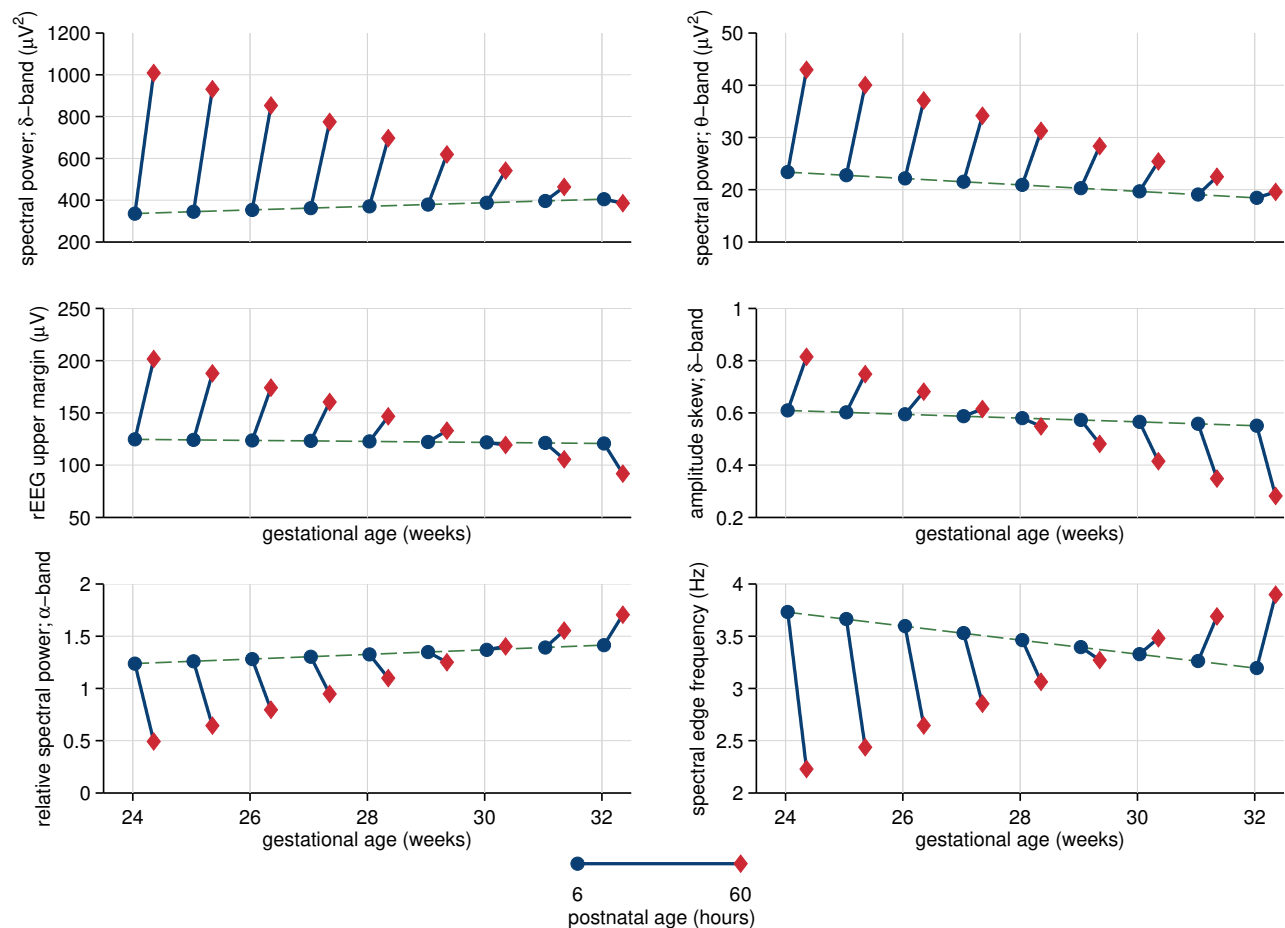 spectral power; δ−band (μV²)
1200
1000
800
600
400
200
spectral power; θ−band (μV²)
50
40
30
20
10
rEEG upper margin (μV)
250
200
150
100
50
gestational age (weeks)
amplitude skew; δ−band
1
0.8
0.6
0.4
0.2
gestational age (weeks)
relative spectral power; α−band
2
1.5
1
0.5
0
24 26 28 30 32
gestational age (weeks)
spectral edge frequency (Hz)
4
3.5
3
2.5
2
24 26 28 30 32
gestational age (weeks)
6 60
postnatal age (hours)